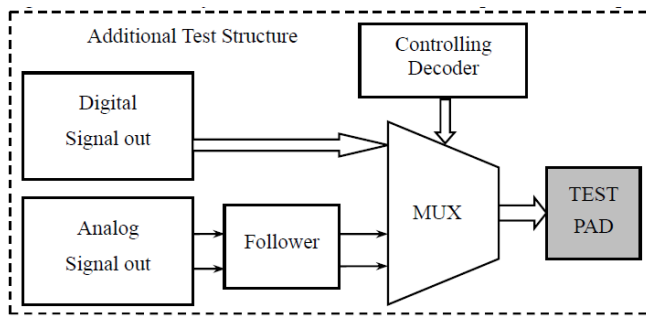 Additional Test Structure
Controlling
Decoder
Digital
Signal out
MUX
TEST
PAD
Analog
Signal out
Follower